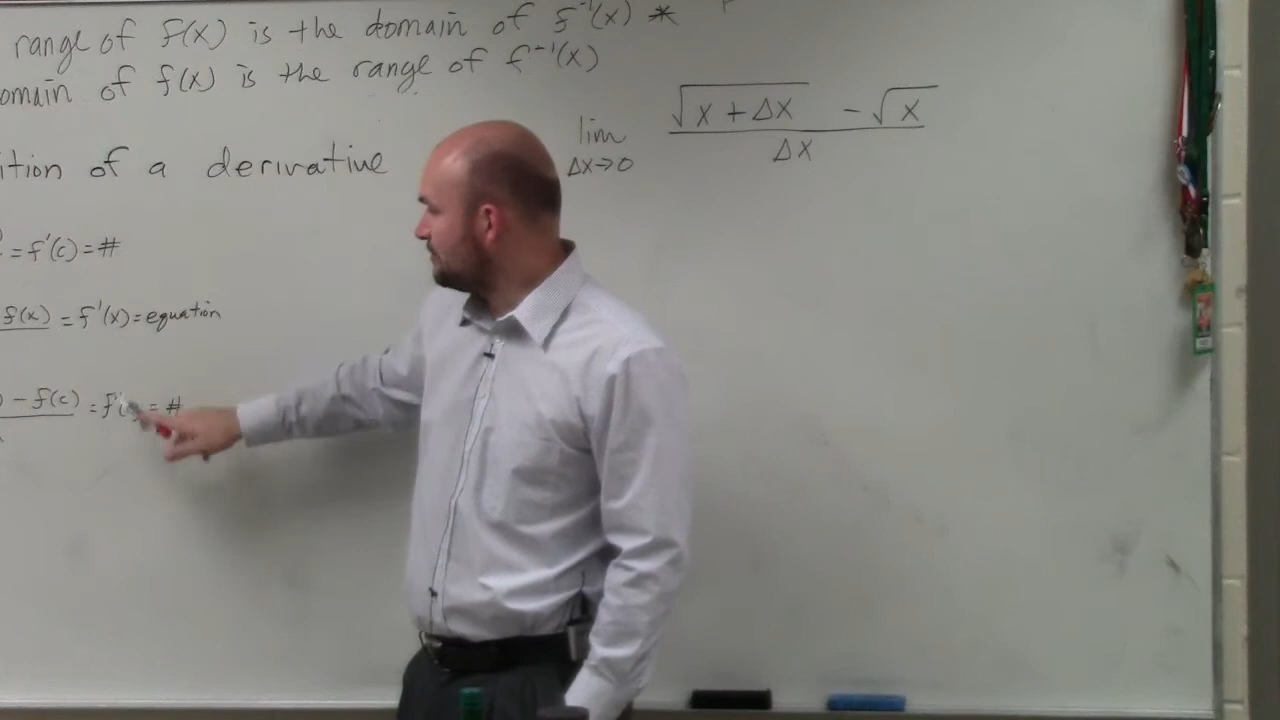 range of f(x) is the domain of f⁻¹(x) *
omain of f(x) is the range of f⁻¹(x)
ition of a derivative
= f'(c) = #
f(x) = f'(x) = equation
) - f(c) = f'( = #
lim Δx→0 (√(x + Δx) - √x) / Δx